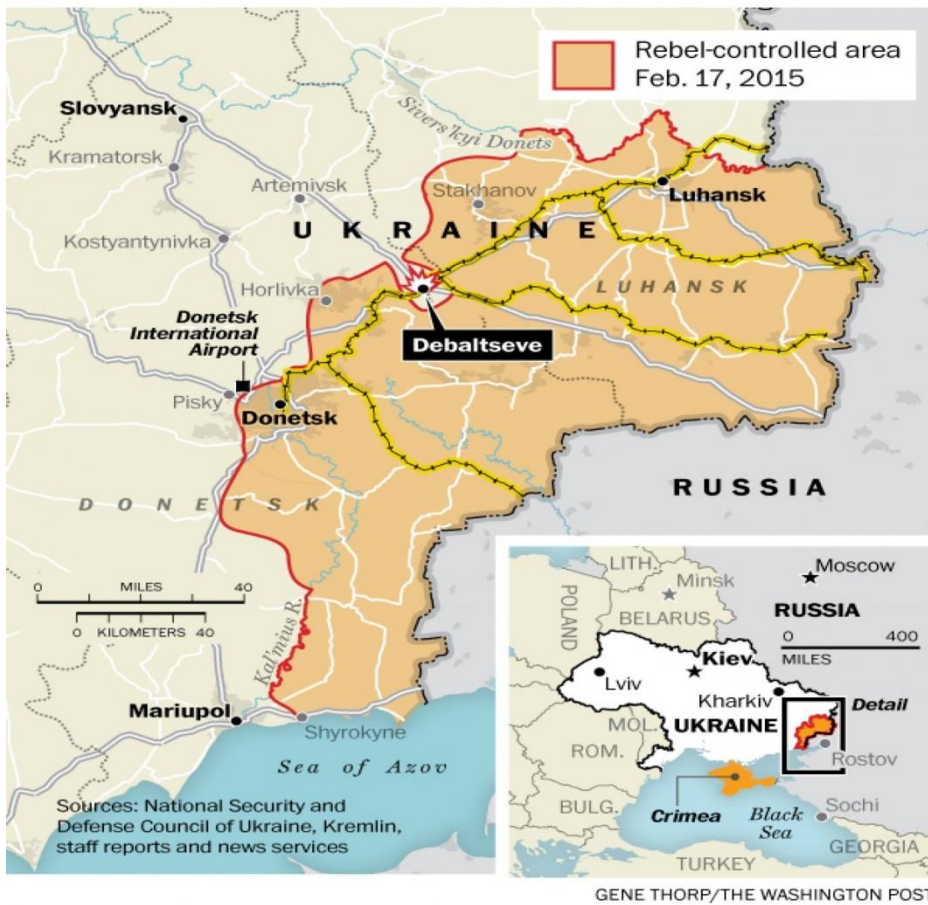 Rebel-controlled area
Feb. 17, 2015
Slovyansk
Sivers'kyi Donets
Kramatorsk
Artemivsk
Stakhanov
Luhansk
UKRAINE
Kostyantynivka
Horlivka
LUHANSK
Donetsk
International
Airport
Debaltseve
Pisky
Donetsk
RUSSIA
DONETSK
0 40
MILES
0 40
KILOMETERS
Kal'mius R.
Mariupol
Shyrokyne
Sea of Azov
Sources: National Security and
Defense Council of Ukraine, Kremlin,
staff reports and news services
LITH.
Moscow
Minsk
POLAND
BELARUS
RUSSIA
0 400
MILES
Kiev
Lviv
Kharkiv
Detail
MOL.
UKRAINE
ROM.
Rostov
BULG.
Crimea
Black
Sea
Sochi
GEORGIA
TURKEY
GENE THORP/THE WASHINGTON POST